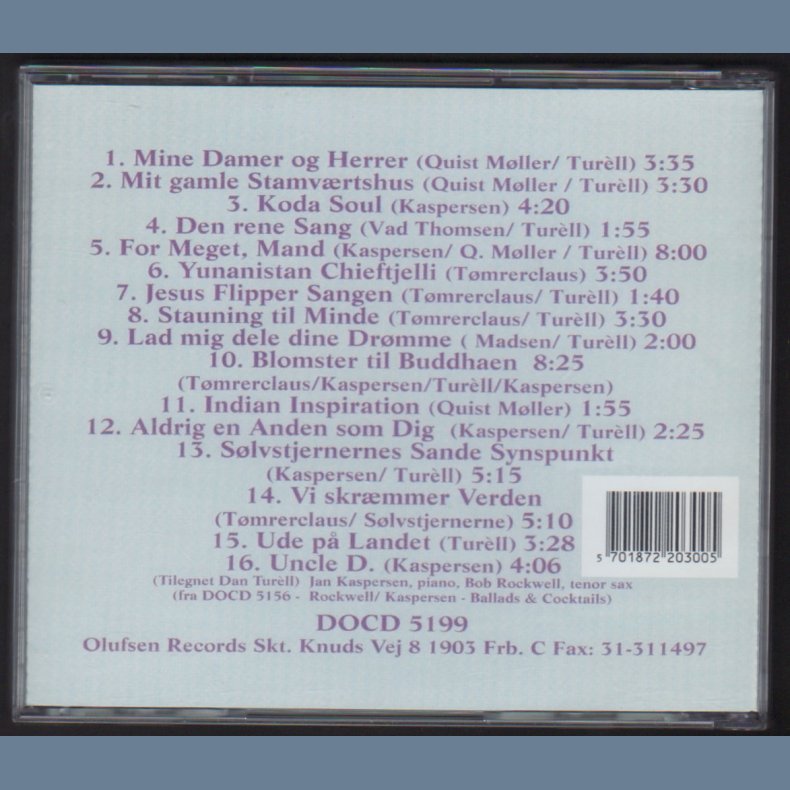 1. Mine Damer og Herrer (Quist Møller/ Turèll) 3:35
2. Mit gamle Stamværtshus (Quist Møller / Turèll) 3:30
3. Koda Soul (Kaspersen) 4:20
4. Den rene Sang (Vad Thomsen/ Turèll) 1:55
5. For Meget, Mand (Kaspersen/ Q. Møller / Turèll) 8:00
6. Yunanistan Chieftjelli (Tømrerclaus) 3:50
7. Jesus Flipper Sangen (Tømrerclaus/ Turèll) 1:40
8. Stauning til Minde (Tømrerclaus/ Turèll) 3:30
9. Lad mig dele dine Drømme ( Madsen/ Turèll) 2:00
10. Blomster til Buddhaen 8:25
(Tømrerclaus/Kaspersen/Turèll/Kaspersen)
11. Indian Inspiration (Quist Møller) 1:55
12. Aldrig en Anden som Dig (Kaspersen/ Turèll) 2:25
13. Sølvstjernernes Sande Synspunkt
(Kaspersen/ Turèll) 5:15
14. Vi skræmmer Verden
(Tømrerclaus/ Sølvstjernerne) 5:10
15. Ude på Landet (Turèll) 3:28
16. Uncle D. (Kaspersen) 4:06
(Tilegnet Dan Turèll) Jan Kaspersen, piano, Bob Rockwell, tenor sax
(fra DOCD 5156 - Rockwell/ Kaspersen - Ballads & Cocktails)
5 701872 203005
DOCD 5199
Olufsen Records Skt. Knuds Vej 8 1903 Frb. C Fax: 31-311497